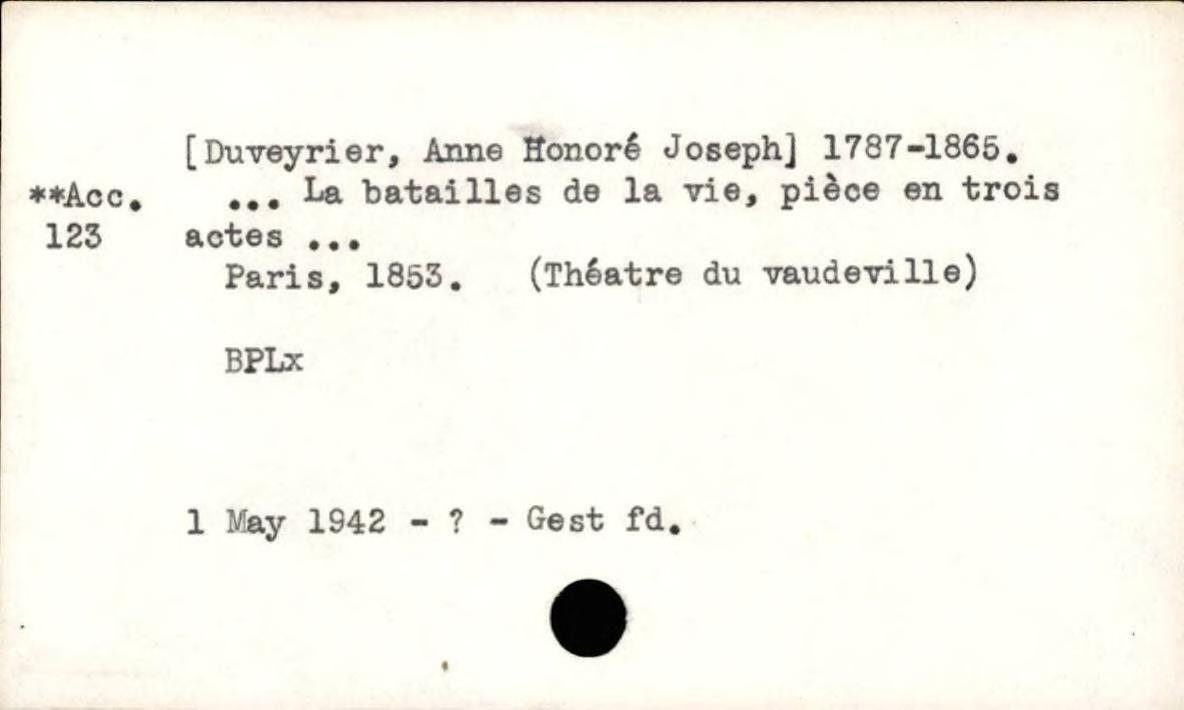 [Duveyrier, Anne Honoré Joseph] 1787-1865.
**Acc. ... La batailles de la vie, pièce en trois
123 actes ...
Paris, 1853. (Théatre du vaudeville)
BPLx
1 May 1942 - ? - Gest fd.